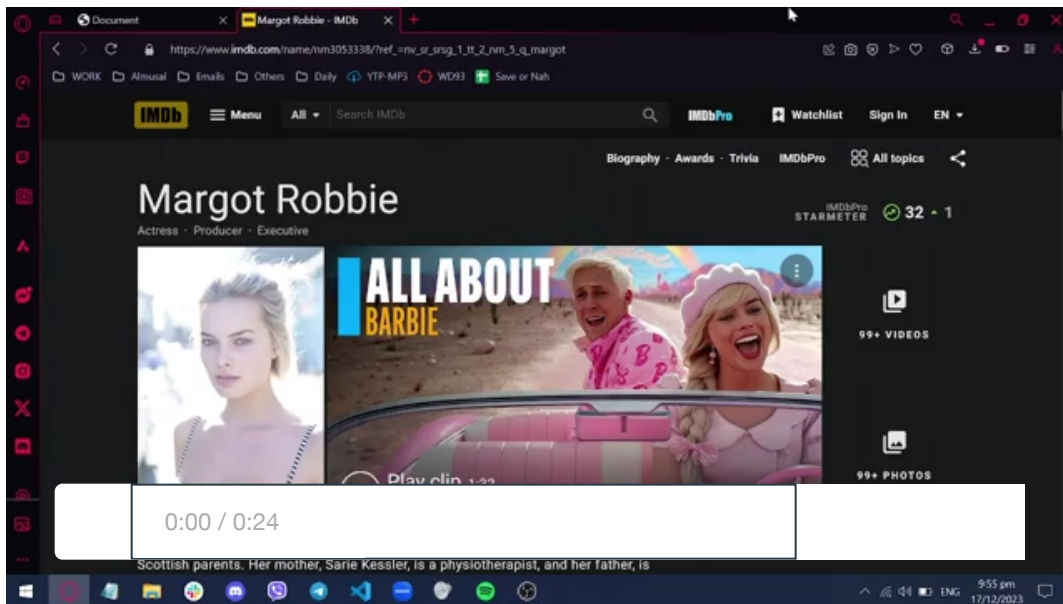 Document
Margot Robbie - IMDb
https://www.imdb.com/name/nm3053338/?ref_=nv_sr_srsg_1_tt_2_nm_5_q_margot
WORK Almusal Emails Others Daily YTP-MP3 WD93 Save or Nah
IMDb Menu All Search IMDb IMDbPro Watchlist Sign In EN
Biography · Awards · Trivia IMDbPro All topics
Margot Robbie
Actress · Producer · Executive
IMDbPro
STARMETER 32 1
ALL ABOUT
BARBIE
99+ VIDEOS
99+ PHOTOS
Play clip 1:32
0:00 / 0:24
Scottish parents. Her mother, Sarie Kessler, is a physiotherapist, and her father, is
ENG
9:55 pm
17/12/2023